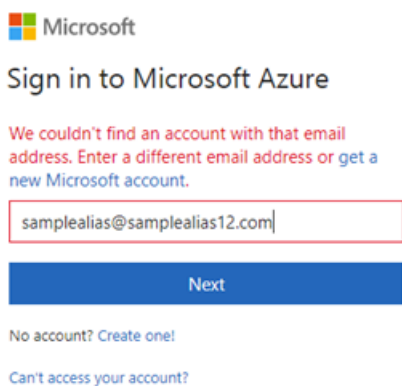 Microsoft
Sign in to Microsoft Azure
We couldn't find an account with that email
address. Enter a different email address or get a
new Microsoft account.
samplealias@samplealias12.com
Next
No account? Create one!
Can't access your account?